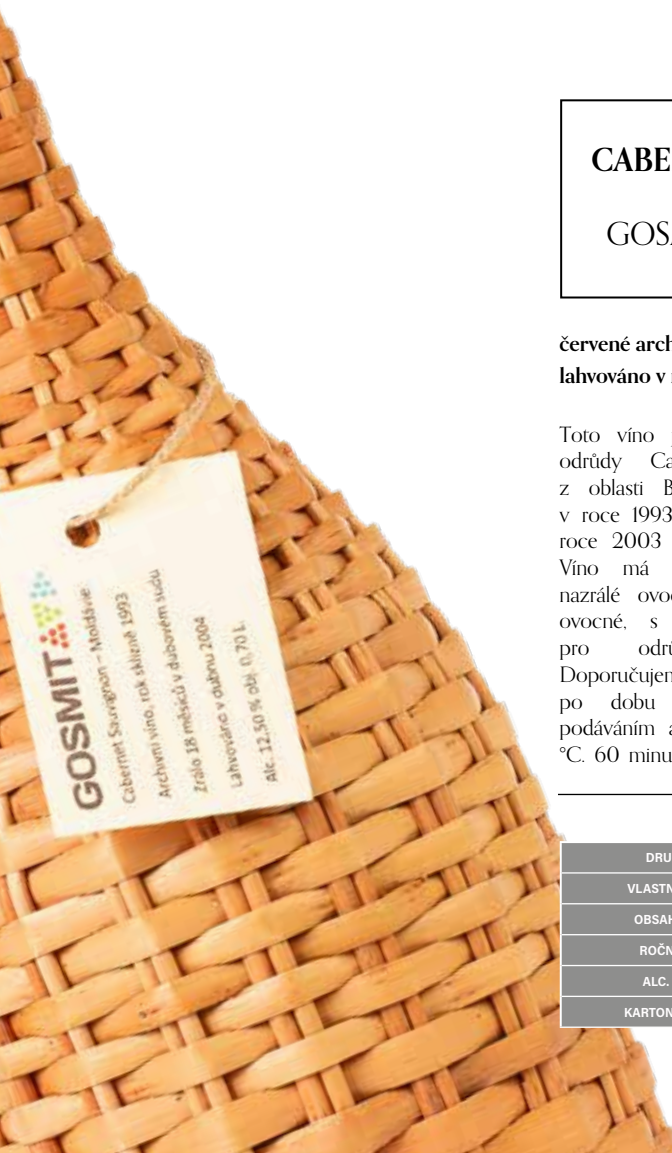 GOSMIT
Cabernet Sauvignon – Moldávie
Archivní víno, rok sklizně 1993
Zrálo 18 měsíců v dubovém sudu
Lahvováno v dubnu 2004
Alc. 12,50 % obj. 0,70 L
CABE
GOS
červené arch
lahvováno v
Toto víno
odrůdy Ca
z oblasti B
v roce 1993
roce 2003
Víno má
nazrálé ovoc
ovocné, s
pro odrů
Doporučujem
po dobu
podáváním a
°C. 60 minu
DRU
VLASTN
OBSAH
ROČN
ALC.
KARTON